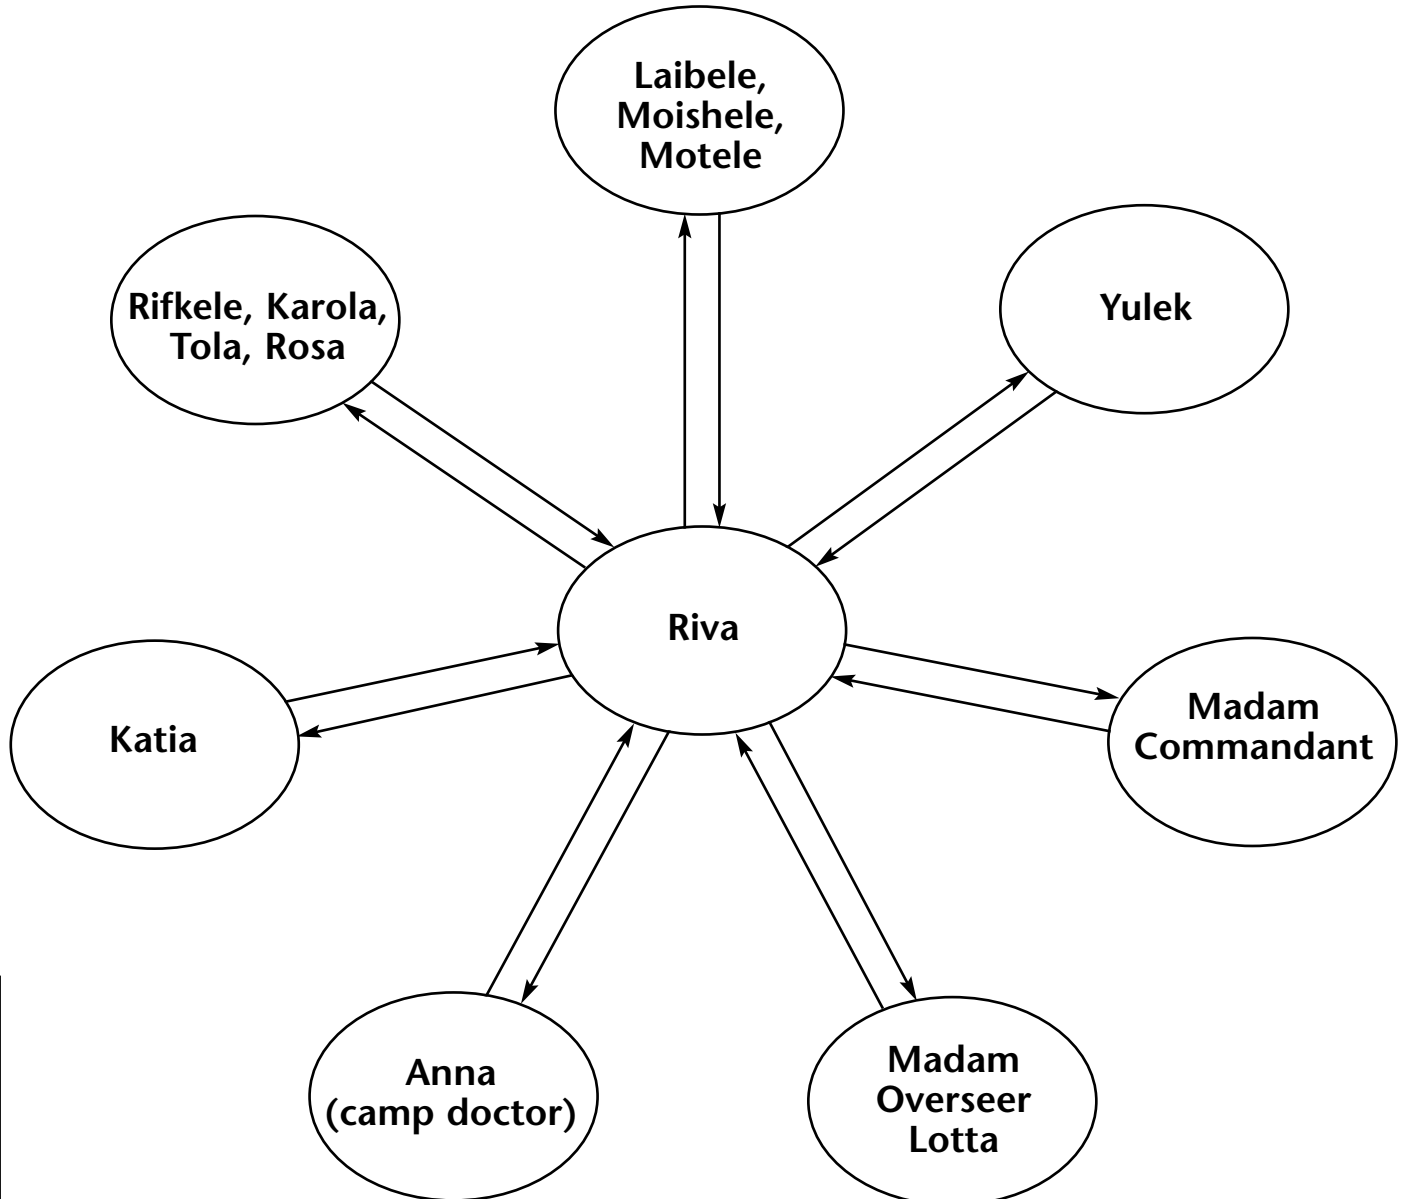 Laibele,
Moishele,
Motele
Rifkele, Karola,
Tola, Rosa
Yulek
Riva
Katia
Madam
Commandant
Anna
(camp doctor)
Madam
Overseer
Lotta